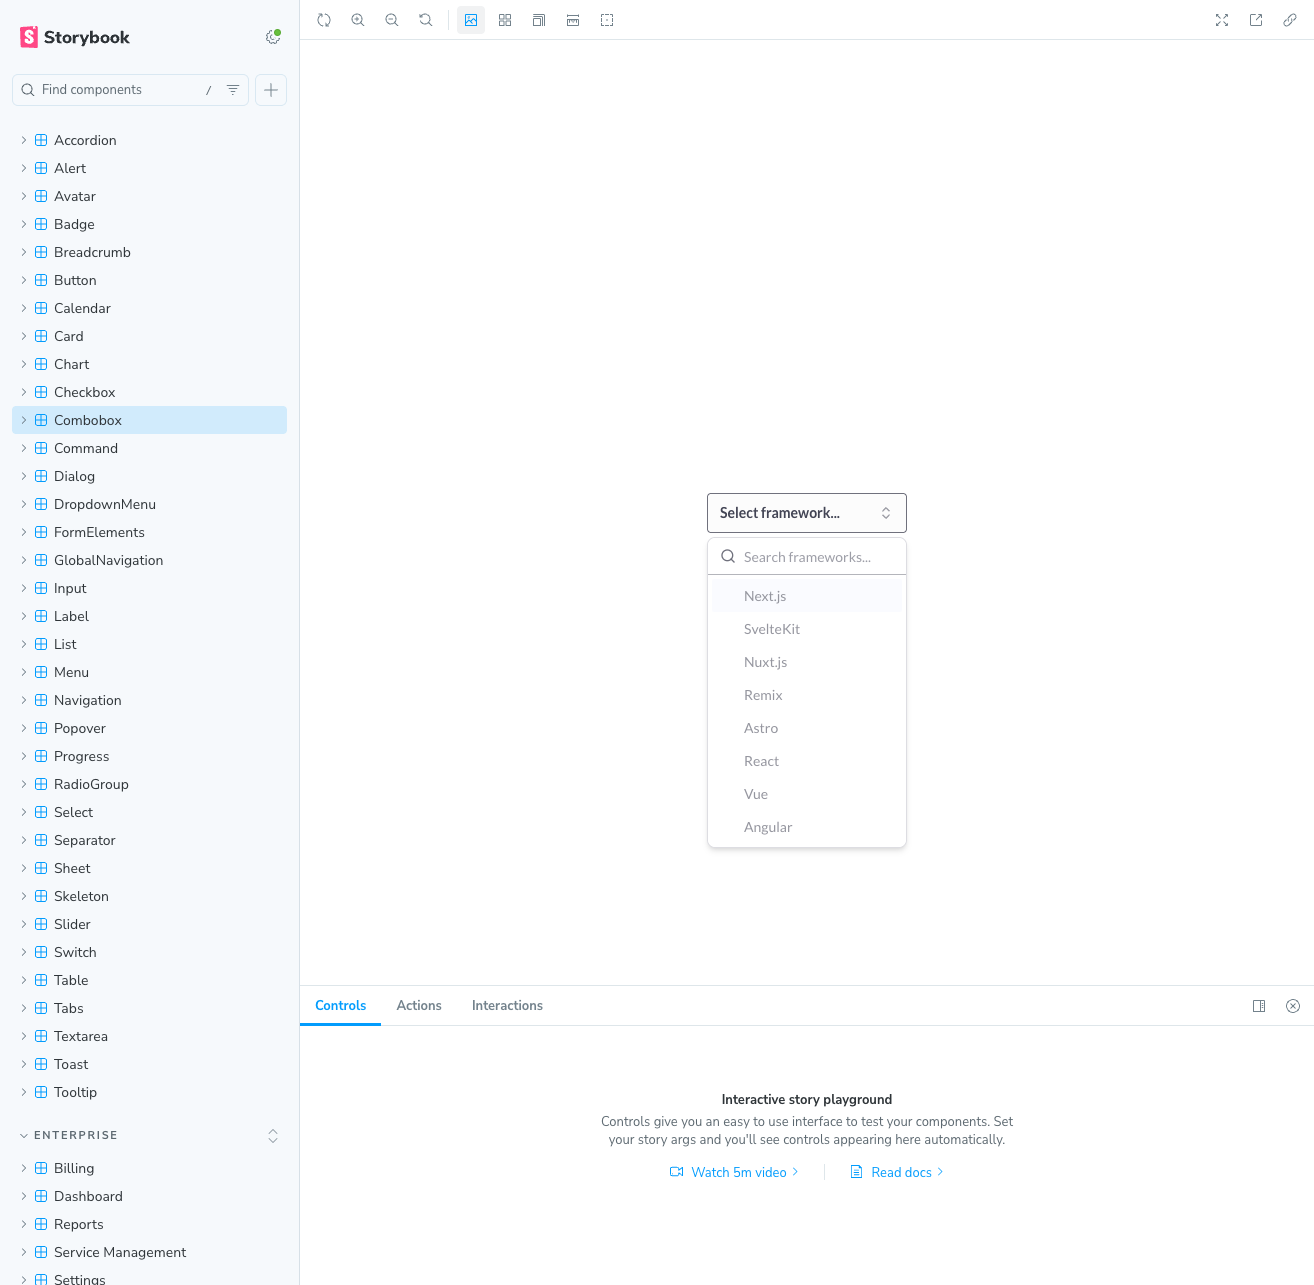 Storybook
Find components
/
Accordion
Alert
Avatar
Badge
Breadcrumb
Button
Calendar
Card
Chart
Checkbox
Combobox
Command
Dialog
DropdownMenu
FormElements
GlobalNavigation
Input
Label
List
Menu
Navigation
Popover
Progress
RadioGroup
Select
Separator
Sheet
Skeleton
Slider
Switch
Table
Tabs
Textarea
Toast
Tooltip
ENTERPRISE
Billing
Dashboard
Reports
Service Management
Settings
Select framework...
Search frameworks...
Next.js
SvelteKit
Nuxt.js
Remix
Astro
React
Vue
Angular
Controls Actions Interactions
Interactive story playground
Controls give you an easy to use interface to test your components. Set
your story args and you'll see controls appearing here automatically.
Watch 5m video Read docs